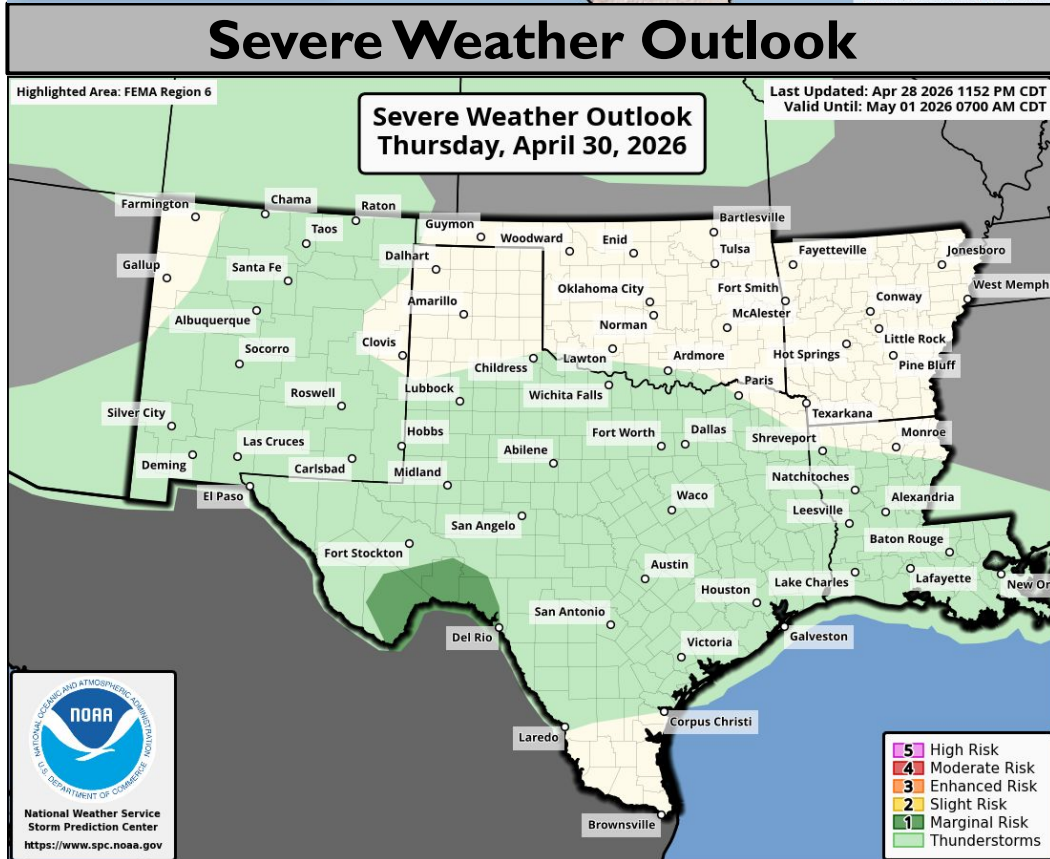 Severe Weather Outlook
Highlighted Area: FEMA Region 6
Last Updated: Apr 28 2026 1152 PM CDT
Valid Until: May 01 2026 0700 AM CDT
Severe Weather Outlook
Thursday, April 30, 2026
Farmington
Chama
Raton
Taos
Guymon
Woodward
Enid
Bartlesville
Tulsa
Fayetteville
Jonesboro
Gallup
Santa Fe
Dalhart
Albuquerque
Amarillo
Oklahoma City
Fort Smith
Conway
West Memph
Norman
McAlester
Socorro
Clovis
Childress
Lawton
Ardmore
Hot Springs
Little Rock
Pine Bluff
Roswell
Lubbock
Wichita Falls
Paris
Texarkana
Silver City
Las Cruces
Hobbs
Fort Worth
Dallas
Shreveport
Monroe
Deming
Carlsbad
Midland
Abilene
Natchitoches
El Paso
San Angelo
Waco
Leesville
Alexandria
Fort Stockton
Baton Rouge
Austin
Houston
Lake Charles
Lafayette
New Or
Del Rio
San Antonio
Victoria
Galveston
Laredo
Corpus Christi
Brownsville
NATIONAL OCEANIC AND ATMOSPHERIC ADMINISTRATION
NOAA
U.S. DEPARTMENT OF COMMERCE
National Weather Service
Storm Prediction Center
https://www.spc.noaa.gov
5 High Risk
4 Moderate Risk
3 Enhanced Risk
2 Slight Risk
1 Marginal Risk
Thunderstorms